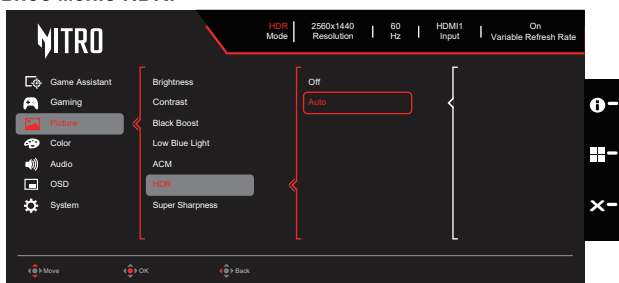 NITRO
HDR Mode
2560x1440 Resolution
60 Hz
HDMI1 Input
On Variable Refresh Rate
Game Assistant
Gaming
Picture
Color
Audio
OSD
System
Brightness
Contrast
Black Boost
Low Blue Light
ACM
HDR
Super Sharpness
Off
Auto
Move
OK
Back